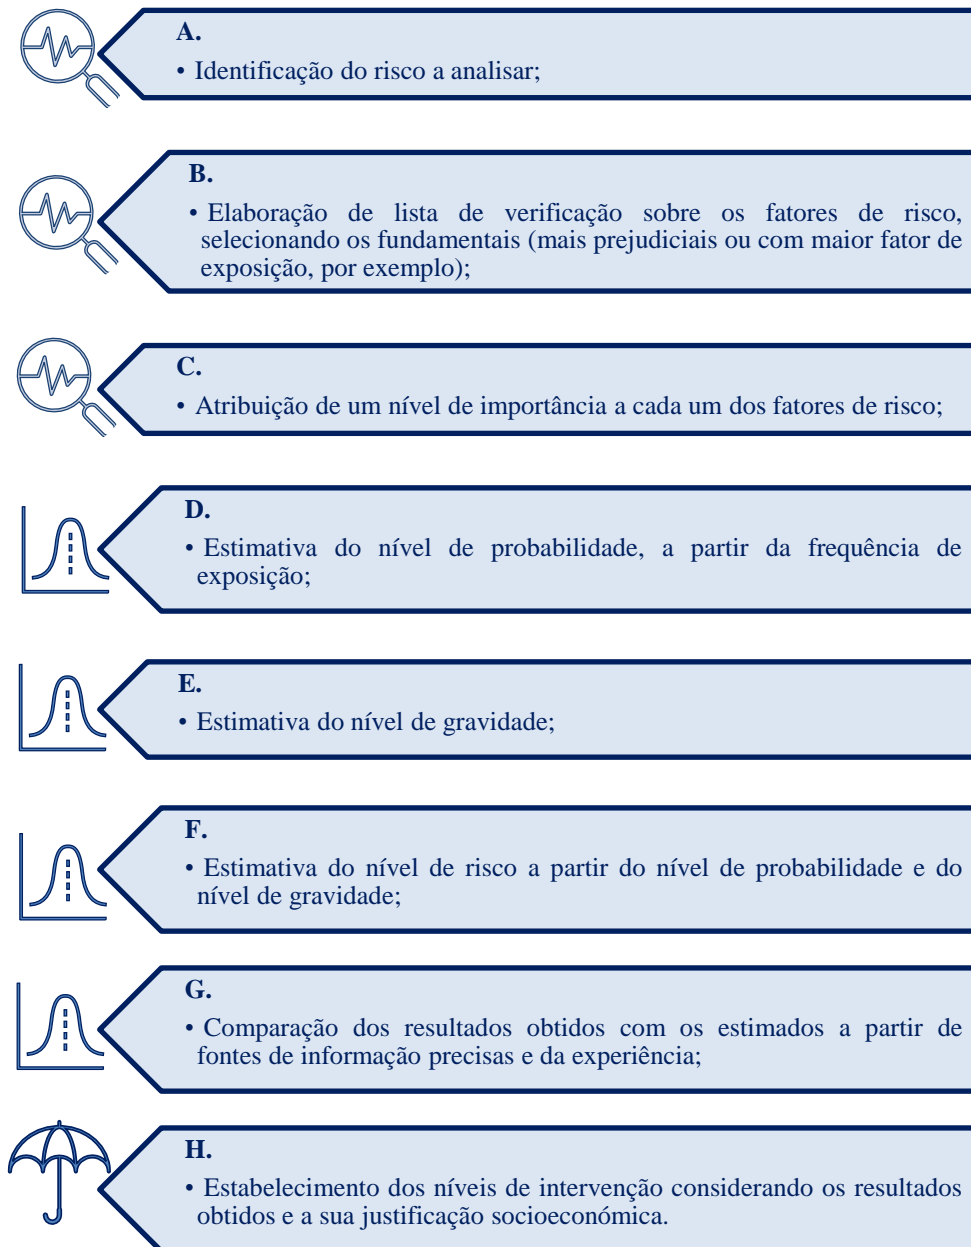 A.
• Identificação do risco a analisar;
B.
• Elaboração de lista de verificação sobre os fatores de risco,
selecionando os fundamentais (mais prejudiciais ou com maior fator de
exposição, por exemplo);
C.
• Atribuição de um nível de importância a cada um dos fatores de risco;
D.
• Estimativa do nível de probabilidade, a partir da frequência de
exposição;
E.
• Estimativa do nível de gravidade;
F.
• Estimativa do nível de risco a partir do nível de probabilidade e do
nível de gravidade;
G.
• Comparação dos resultados obtidos com os estimados a partir de
fontes de informação precisas e da experiência;
H.
• Estabelecimento dos níveis de intervenção considerando os resultados
obtidos e a sua justificação socioeconómica.